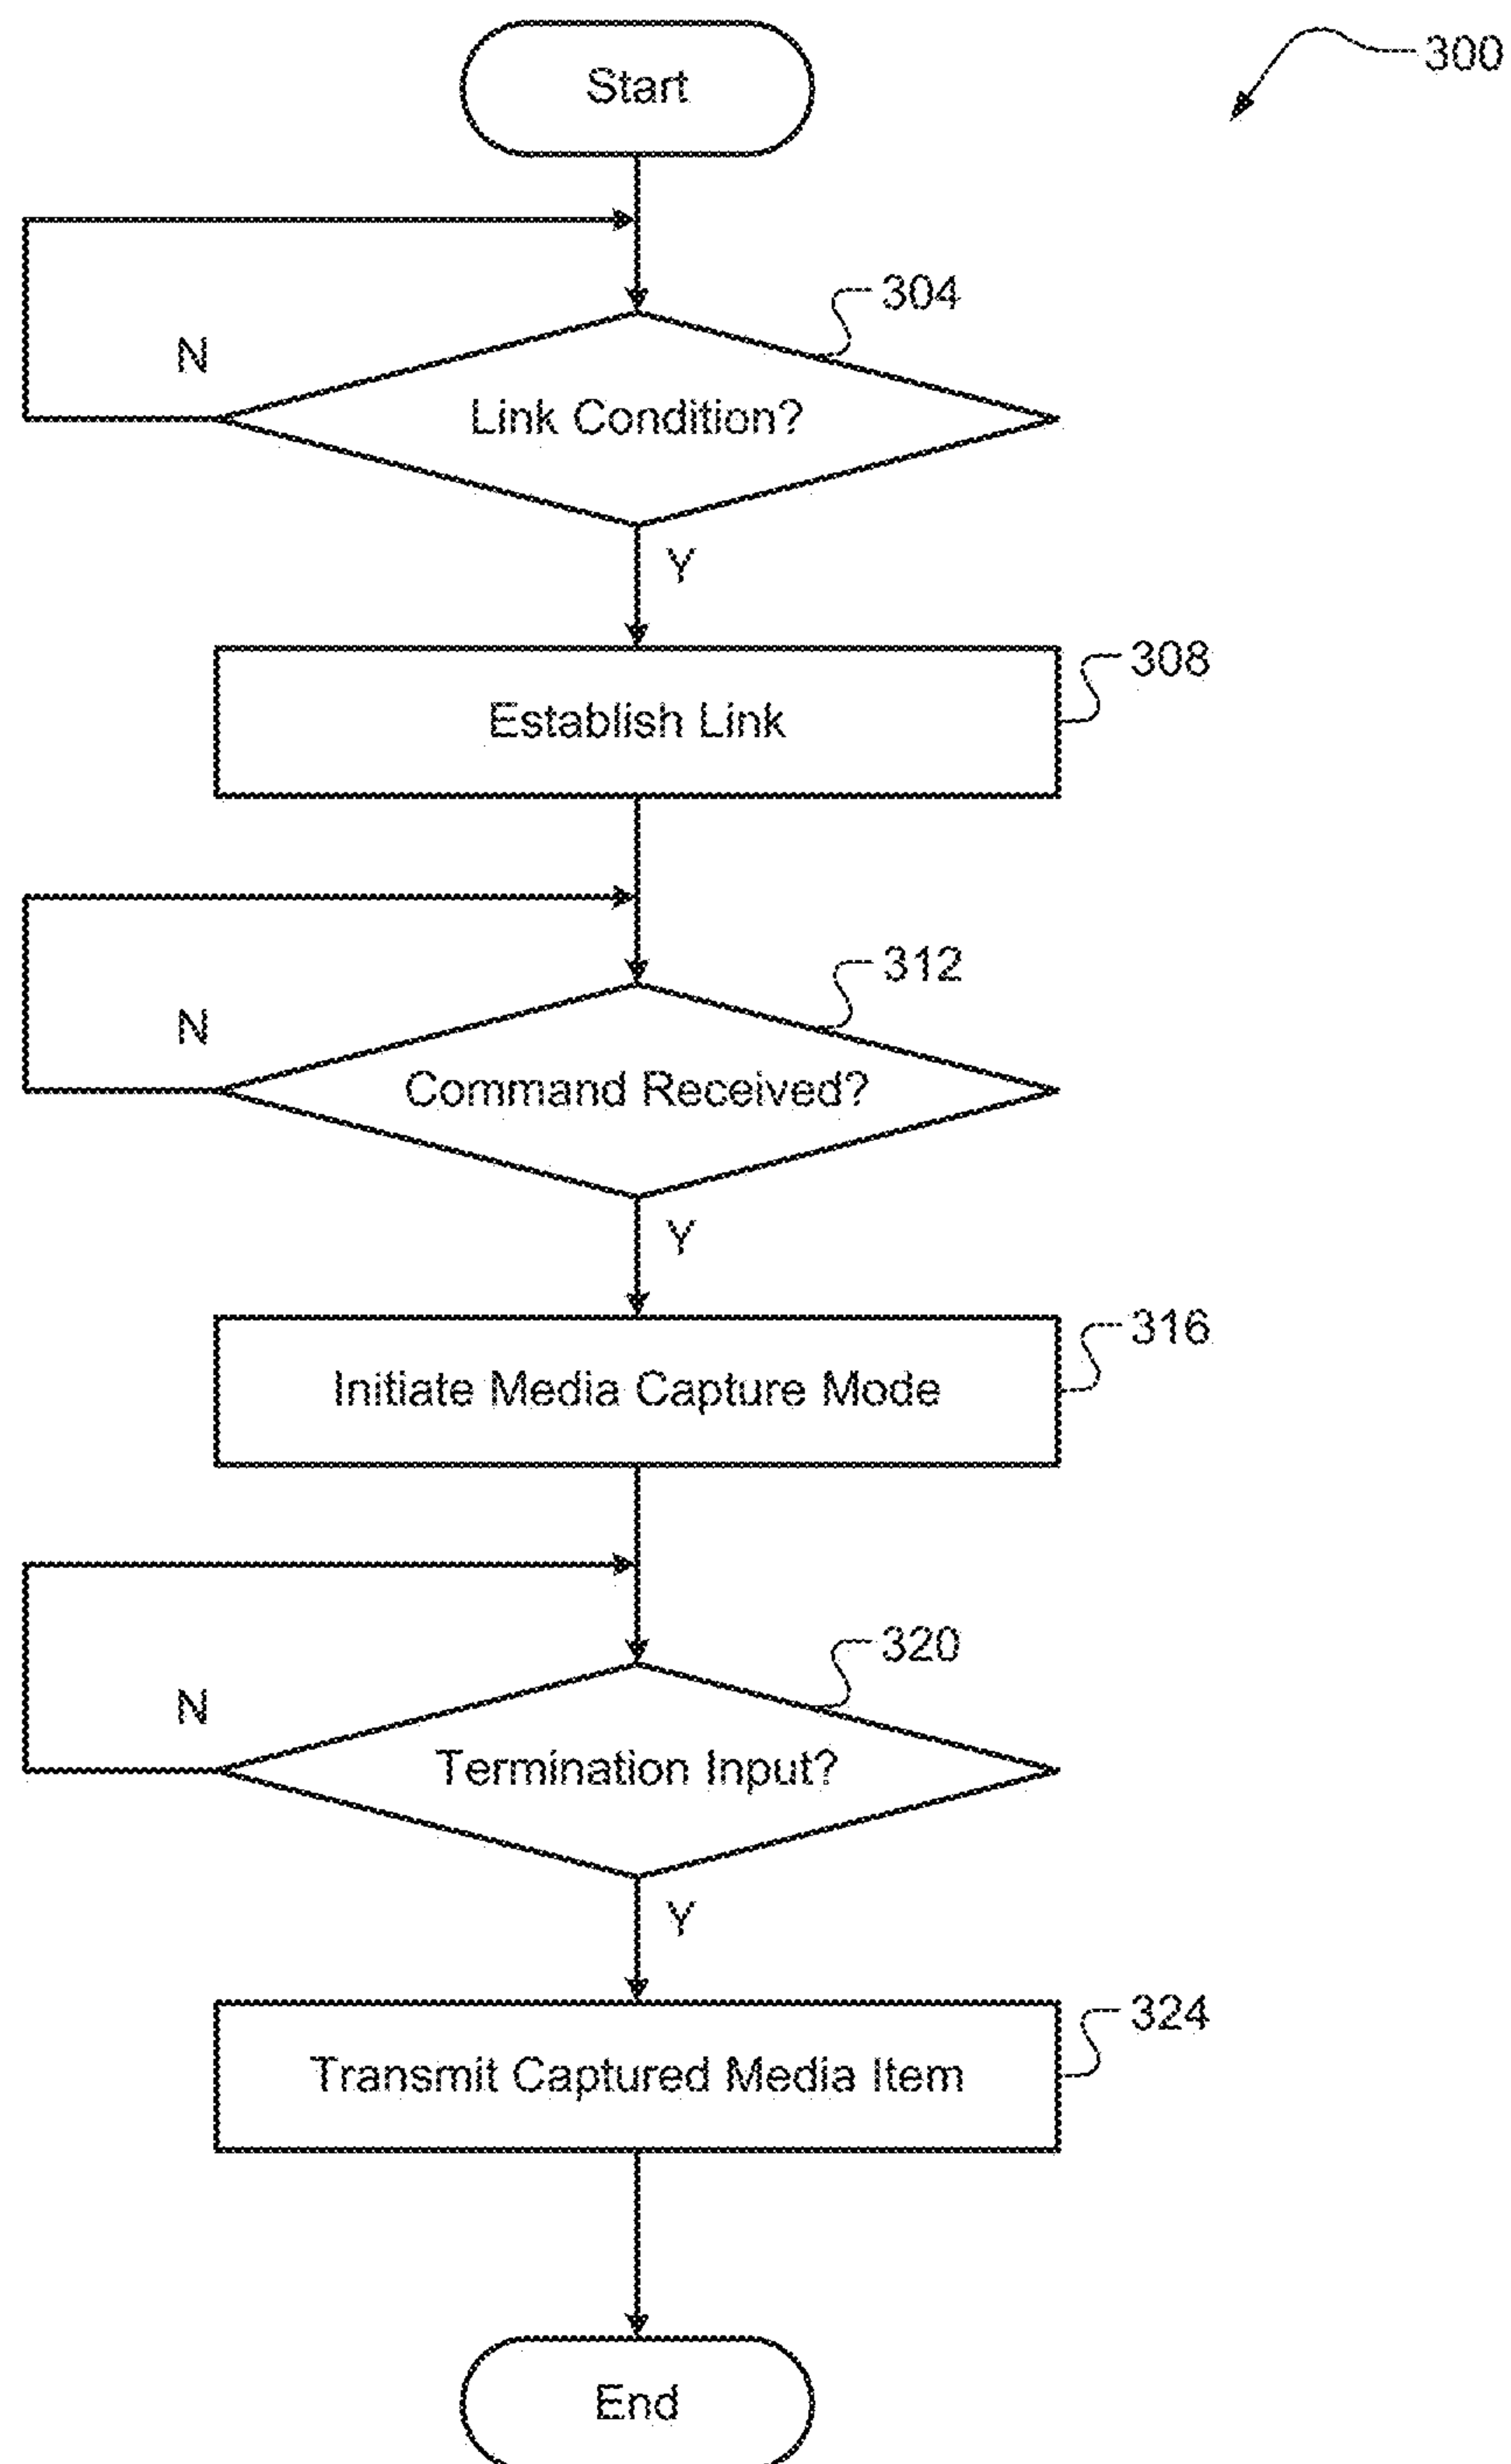 Start
300
304
N
Link Condition?
Y
308
Establish Link
312
N
Command Received?
Y
316
Initiate Media Capture Mode
320
N
Termination Input?
Y
324
Transmit Captured Media Item
End